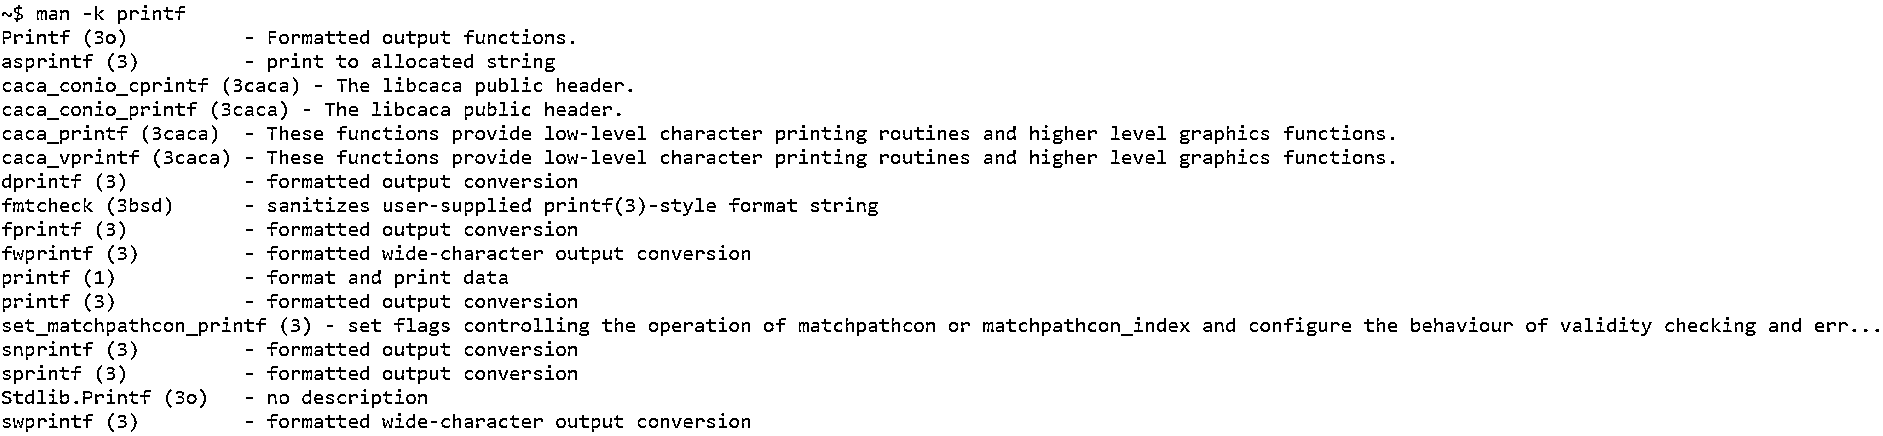 ~$ man -k printf
Printf (3o)          - Formatted output functions.
asprintf (3)         - print to allocated string
caca_conio_cprintf (3caca) - The libcaca public header.
caca_conio_printf (3caca) - The libcaca public header.
caca_printf (3caca)  - These functions provide low-level character printing routines and higher level graphics functions.
caca_vprintf (3caca) - These functions provide low-level character printing routines and higher level graphics functions.
dprintf (3)          - formatted output conversion
fmtcheck (3bsd)      - sanitizes user-supplied printf(3)-style format string
fprintf (3)          - formatted output conversion
fwprintf (3)         - formatted wide-character output conversion
printf (1)           - format and print data
printf (3)           - formatted output conversion
set_matchpathcon_printf (3) - set flags controlling the operation of matchpathcon or matchpathcon_index and configure the behaviour of validity checking and err...
snprintf (3)         - formatted output conversion
sprintf (3)          - formatted output conversion
Stdlib.Printf (3o)   - no description
swprintf (3)         - formatted wide-character output conversion